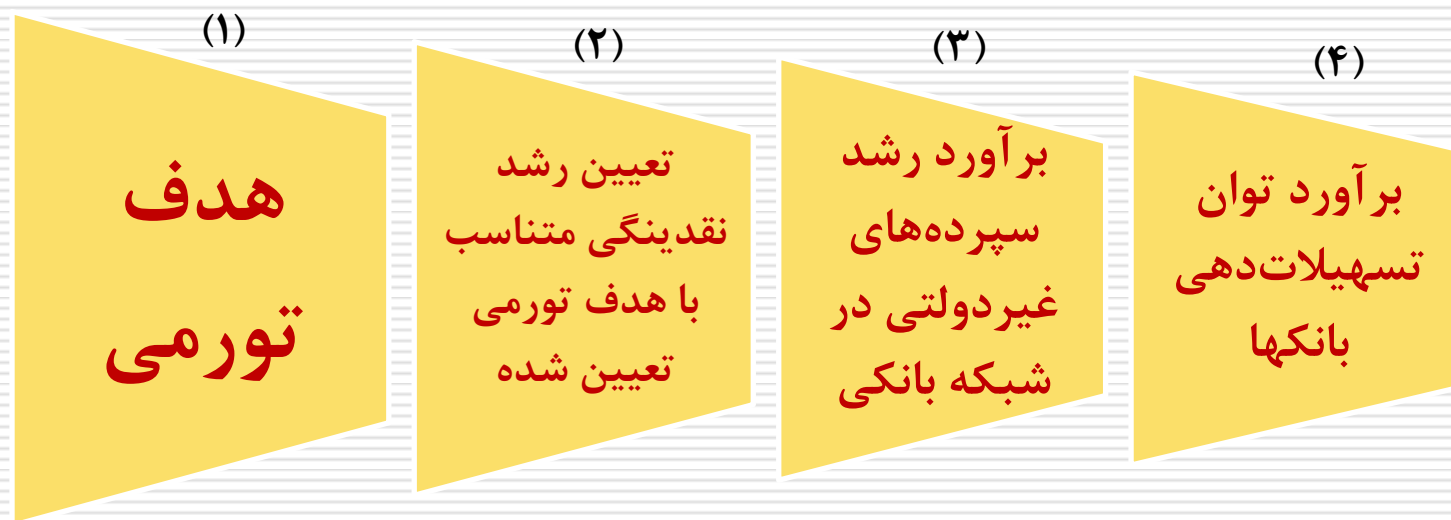 (۱)
هدف
تورمی
(۲)
تعیین رشد
نقدینگی متناسب
با هدف تورمی
تعیین شده
(۳)
برآورد رشد
سپرده‌های
غیردولتی در
شبکه بانکی
(۴)
برآورد توان
تسهیلات‌دهی
بانکها